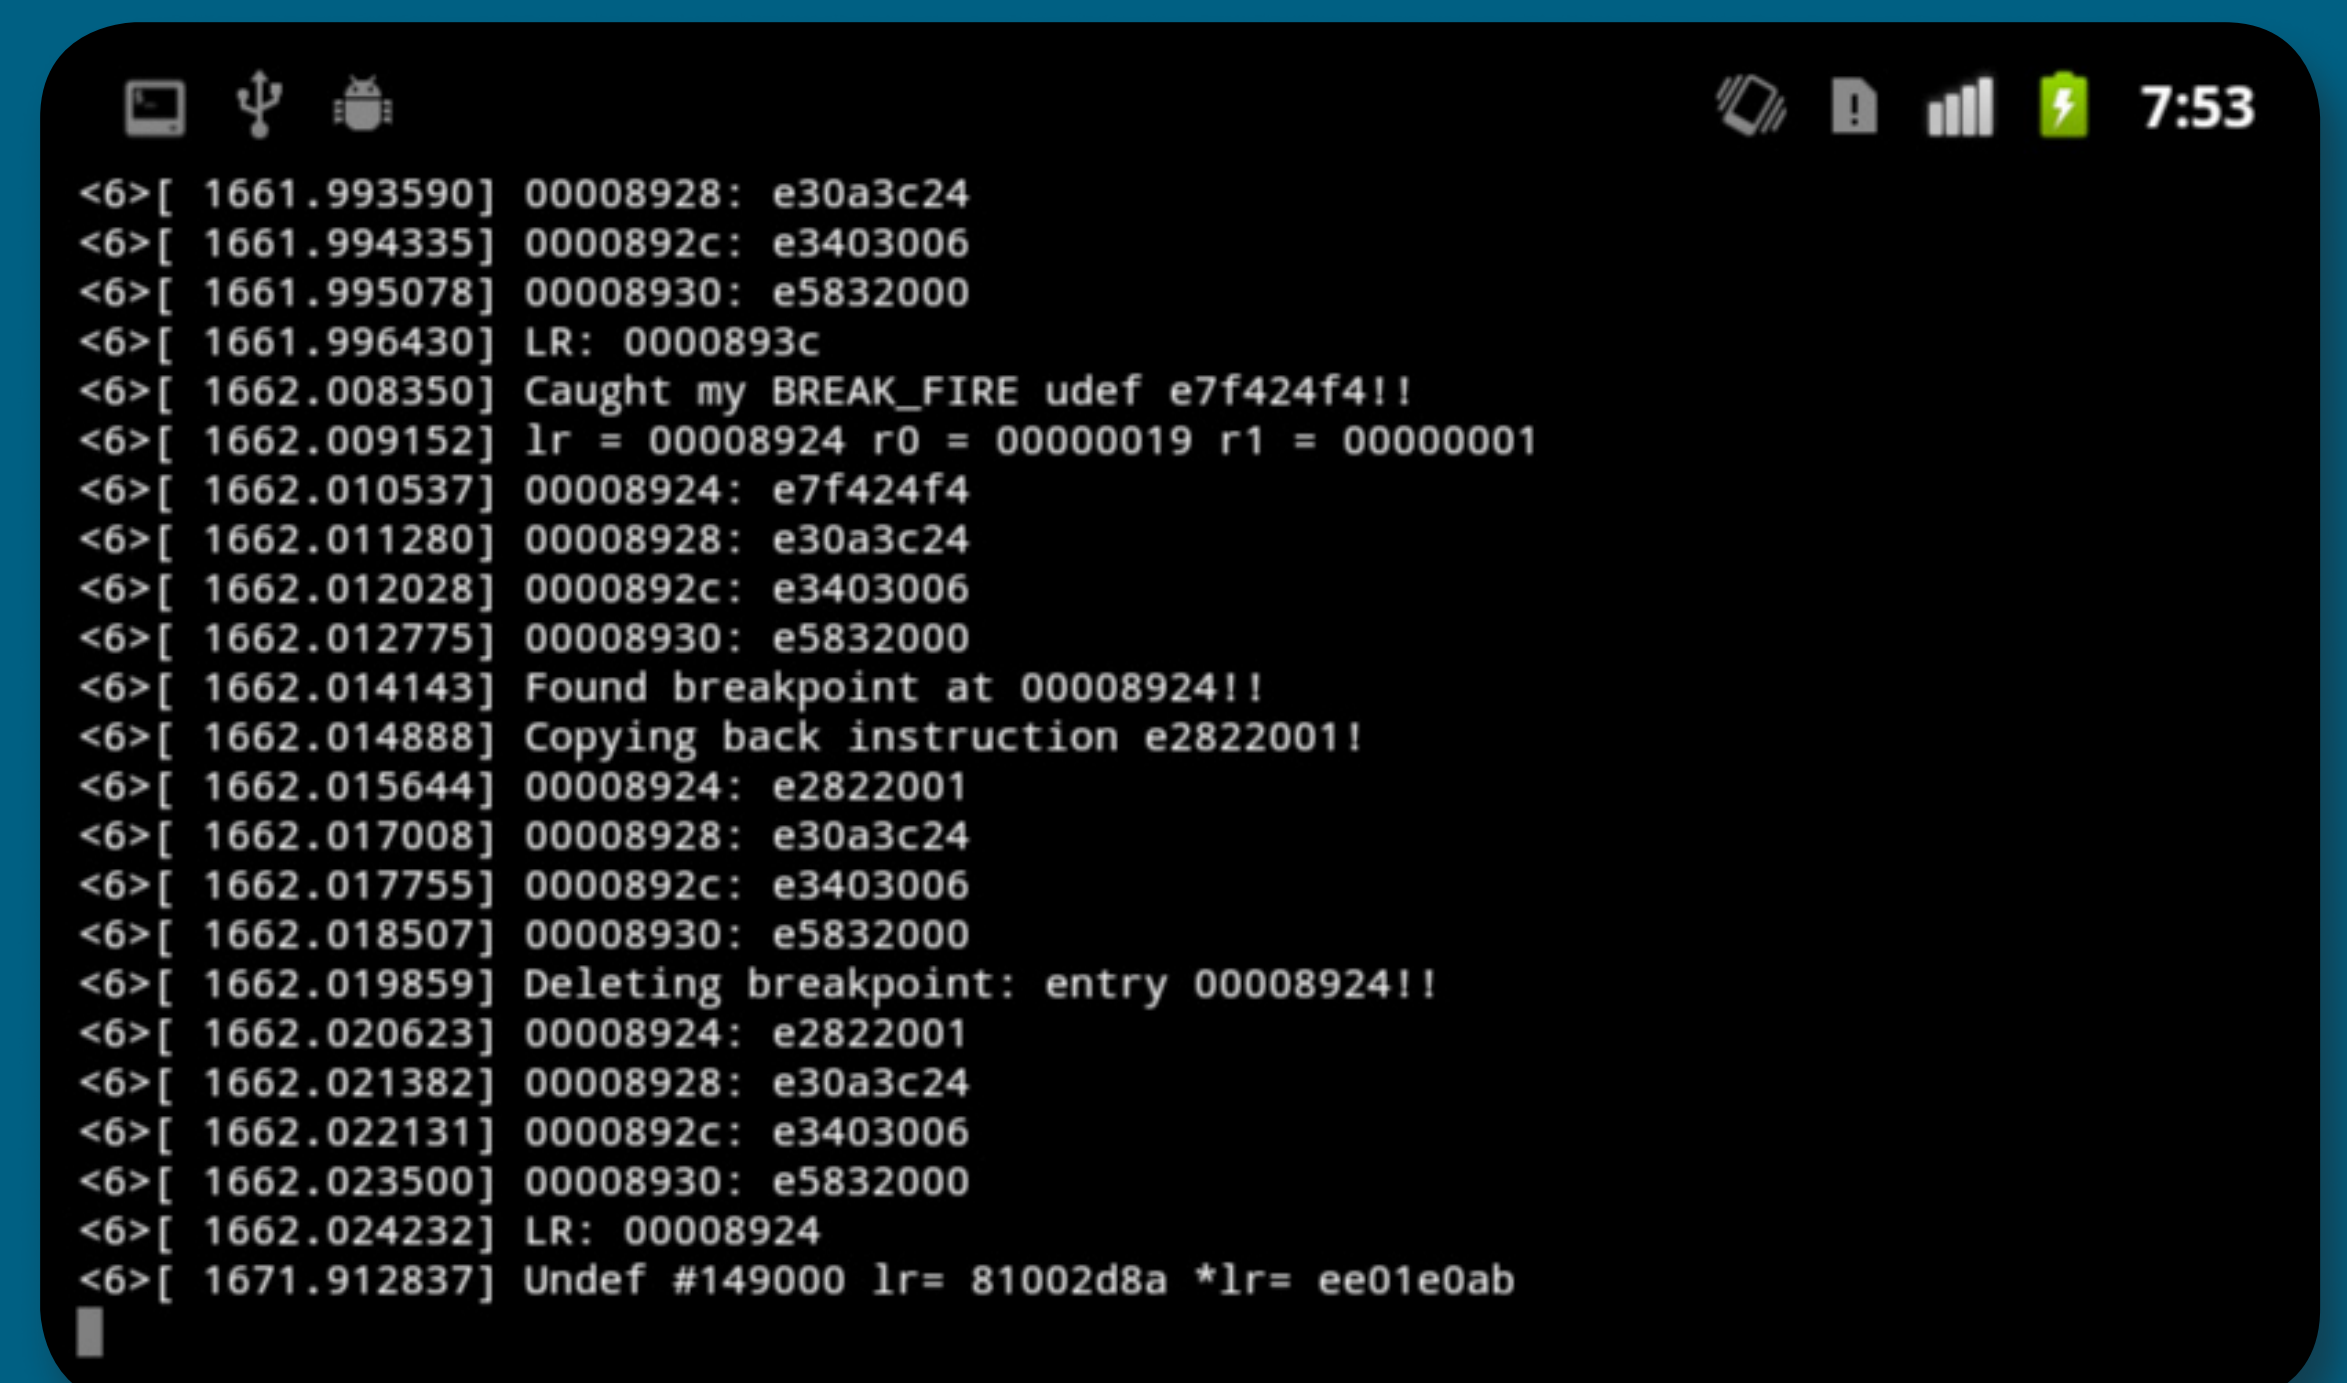 7:53
<6>[ 1661.993590] 00008928: e30a3c24
<6>[ 1661.994335] 0000892c: e3403006
<6>[ 1661.995078] 00008930: e5832000
<6>[ 1661.996430] LR: 0000893c
<6>[ 1662.008350] Caught my BREAK_FIRE udef e7f424f4!!
<6>[ 1662.009152] lr = 00008924 r0 = 00000019 r1 = 00000001
<6>[ 1662.010537] 00008924: e7f424f4
<6>[ 1662.011280] 00008928: e30a3c24
<6>[ 1662.012028] 0000892c: e3403006
<6>[ 1662.012775] 00008930: e5832000
<6>[ 1662.014143] Found breakpoint at 00008924!!
<6>[ 1662.014888] Copying back instruction e2822001!
<6>[ 1662.015644] 00008924: e2822001
<6>[ 1662.017008] 00008928: e30a3c24
<6>[ 1662.017755] 0000892c: e3403006
<6>[ 1662.018507] 00008930: e5832000
<6>[ 1662.019859] Deleting breakpoint: entry 00008924!!
<6>[ 1662.020623] 00008924: e2822001
<6>[ 1662.021382] 00008928: e30a3c24
<6>[ 1662.022131] 0000892c: e3403006
<6>[ 1662.023500] 00008930: e5832000
<6>[ 1662.024232] LR: 00008924
<6>[ 1671.912837] Undef #149000 lr= 81002d8a *lr= ee01e0ab